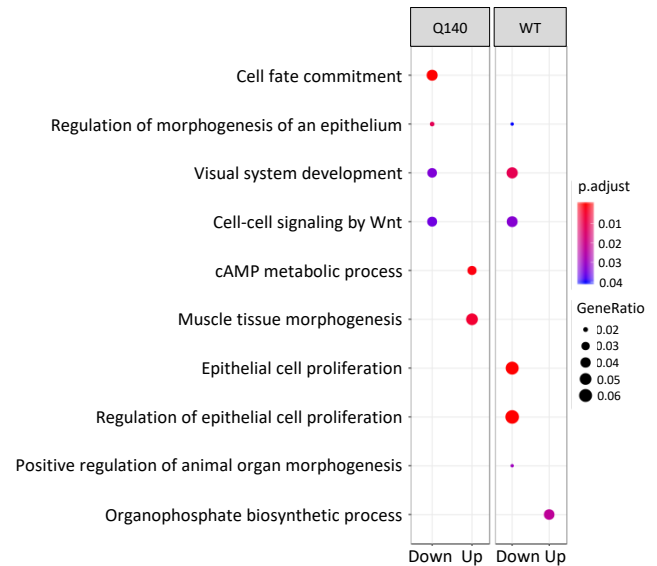 Q140 WT
Cell fate commitment
Regulation of morphogenesis of an epithelium
Visual system development
Cell-cell signaling by Wnt
cAMP metabolic process
Muscle tissue morphogenesis
Epithelial cell proliferation
Regulation of epithelial cell proliferation
Positive regulation of animal organ morphogenesis
Organophosphate biosynthetic process
Down Up Down Up
p.adjust
0.01
0.02
0.03
0.04
GeneRatio
0.02
0.03
0.04
0.05
0.06